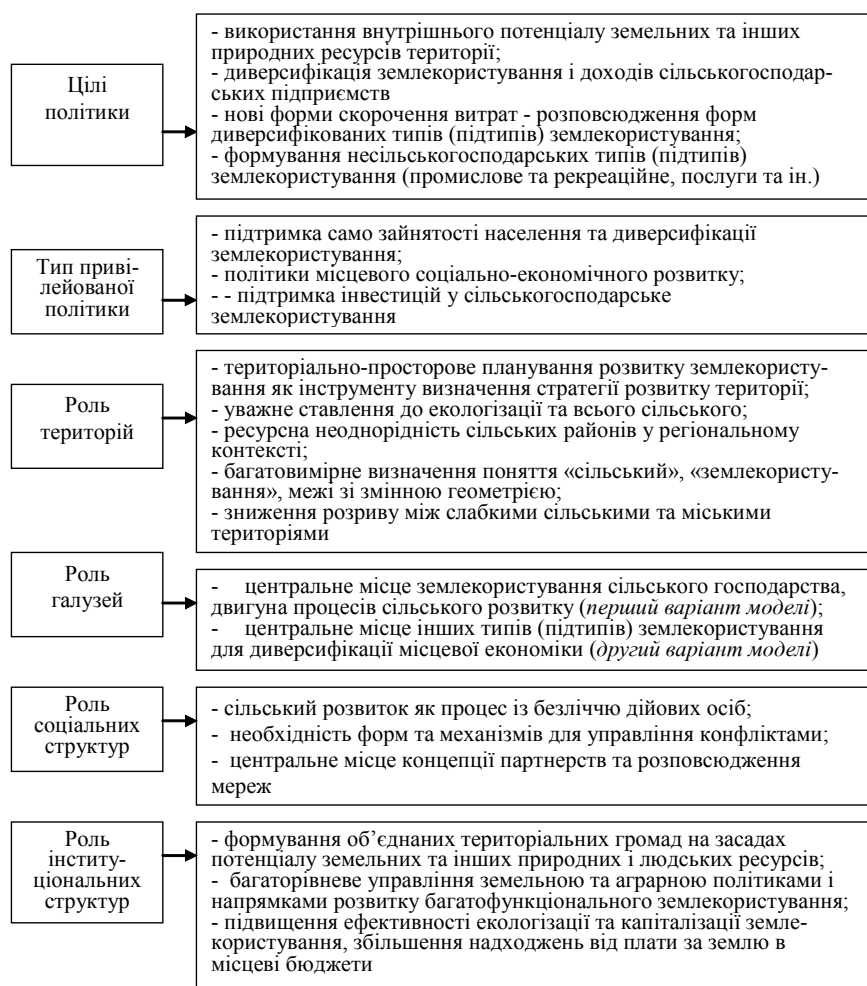 Цілі
політики
- використання внутрішнього потенціалу земельних та інших
природних ресурсів території;
- диверсифікація землекористування і доходів сільськогосподар-
ських підприємств
- нові форми скорочення витрат - розповсюдження форм
диверсифікованих типів (підтипів) землекористування;
- формування несільськогосподарських типів (підтипів)
землекористування (промислове та рекреаційне, послуги та ін.)
Тип приві-
лейованої
політики
- підтримка само зайнятості населення та диверсифікації
землекористування;
- політики місцевого соціально-економічного розвитку;
- - підтримка інвестицій у сільськогосподарське
землекористування
Роль
територій
- територіально-просторове планування розвитку землекористу-
вання як інструменту визначення стратегії розвитку території;
- уважне ставлення до екологізації та всього сільського;
- ресурсна неоднорідність сільських районів у регіональному
контексті;
- багатовимірне визначення поняття «сільський», «землекористу-
вання», межі зі змінною геометрією;
- зниження розриву між слабкими сільськими та міськими
територіями
Роль
галузей
- центральне місце землекористування сільського господарства,
двигуна процесів сільського розвитку (перший варіант моделі);
- центральне місце інших типів (підтипів) землекористування
для диверсифікації місцевої економіки (другий варіант моделі)
Роль
соціальних
структур
- сільський розвиток як процес із безліччю дійових осіб;
- необхідність форм та механізмів для управління конфліктами;
- центральне місце концепції партнерств та розповсюдження
мереж
Роль
інститу-
ціональних
структур
- формування об’єднаних територіальних громад на засадах
потенціалу земельних та інших природних і людських ресурсів;
- багаторівневе управління земельною та аграрною політиками і
напрямками розвитку багатофункціонального землекористування;
- підвищення ефективності екологізації та капіталізації земле-
користування, збільшення надходжень від плати за землю в
місцеві бюджети